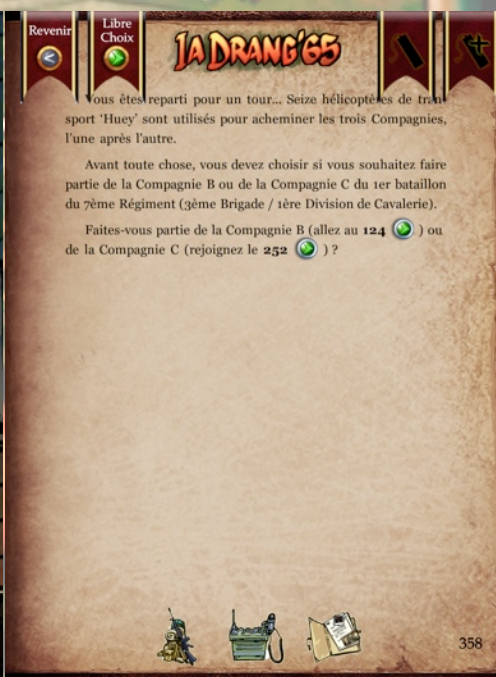 Revenir
Libre
Choix
IA DRANG'65
Vous êtes reparti pour un tour... Seize hélicoptères de tran-
sport ‘Huey’ sont utilisés pour acheminer les trois Compagnies,
l'une après l'autre.
Avant toute chose, vous devez choisir si vous souhaitez faire
partie de la Compagnie B ou de la Compagnie C du 1er bataillon
du 7ème Régiment (3ème Brigade / 1ère Division de Cavalerie).
Faites-vous partie de la Compagnie B (allez au 124 ) ou
de la Compagnie C (rejoignez le 252 ) ?
358